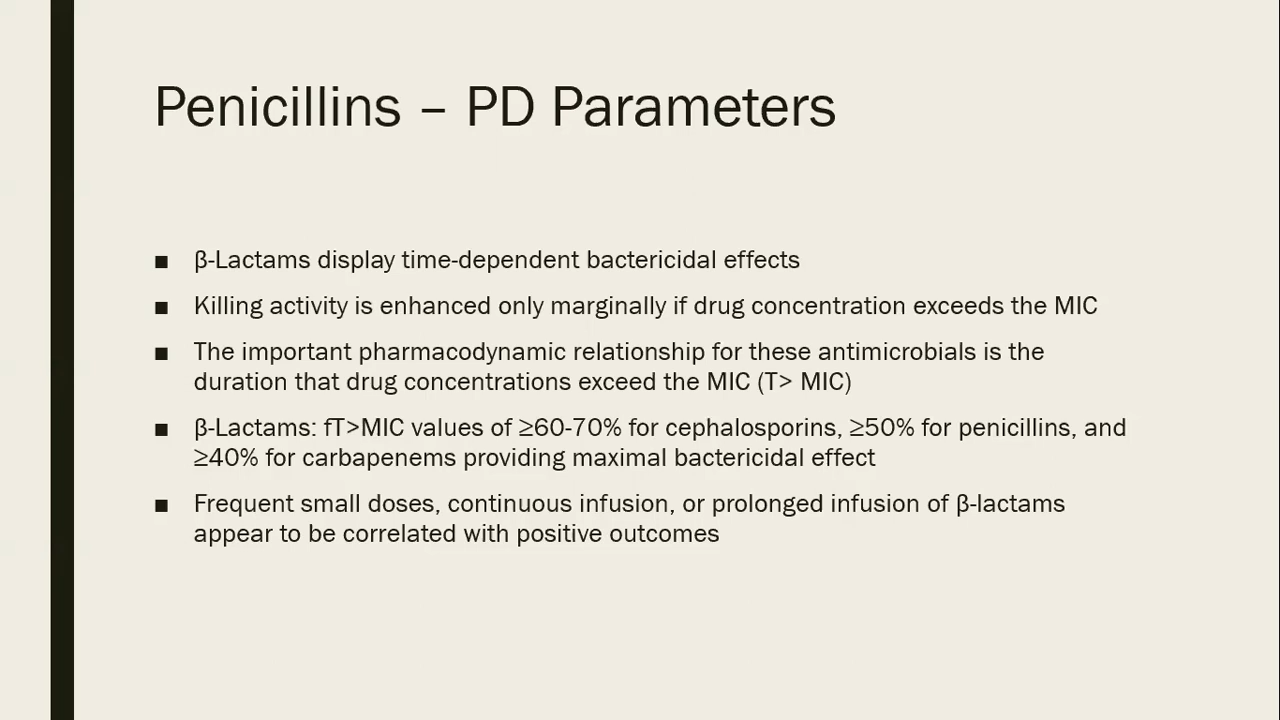 Penicillins – PD Parameters
■ β-Lactams display time-dependent bactericidal effects
■ Killing activity is enhanced only marginally if drug concentration exceeds the MIC
■ The important pharmacodynamic relationship for these antimicrobials is the
duration that drug concentrations exceed the MIC (T> MIC)
■ β-Lactams: fT>MIC values of ≥60-70% for cephalosporins, ≥50% for penicillins, and
≥40% for carbapenems providing maximal bactericidal effect
■ Frequent small doses, continuous infusion, or prolonged infusion of β-lactams
appear to be correlated with positive outcomes